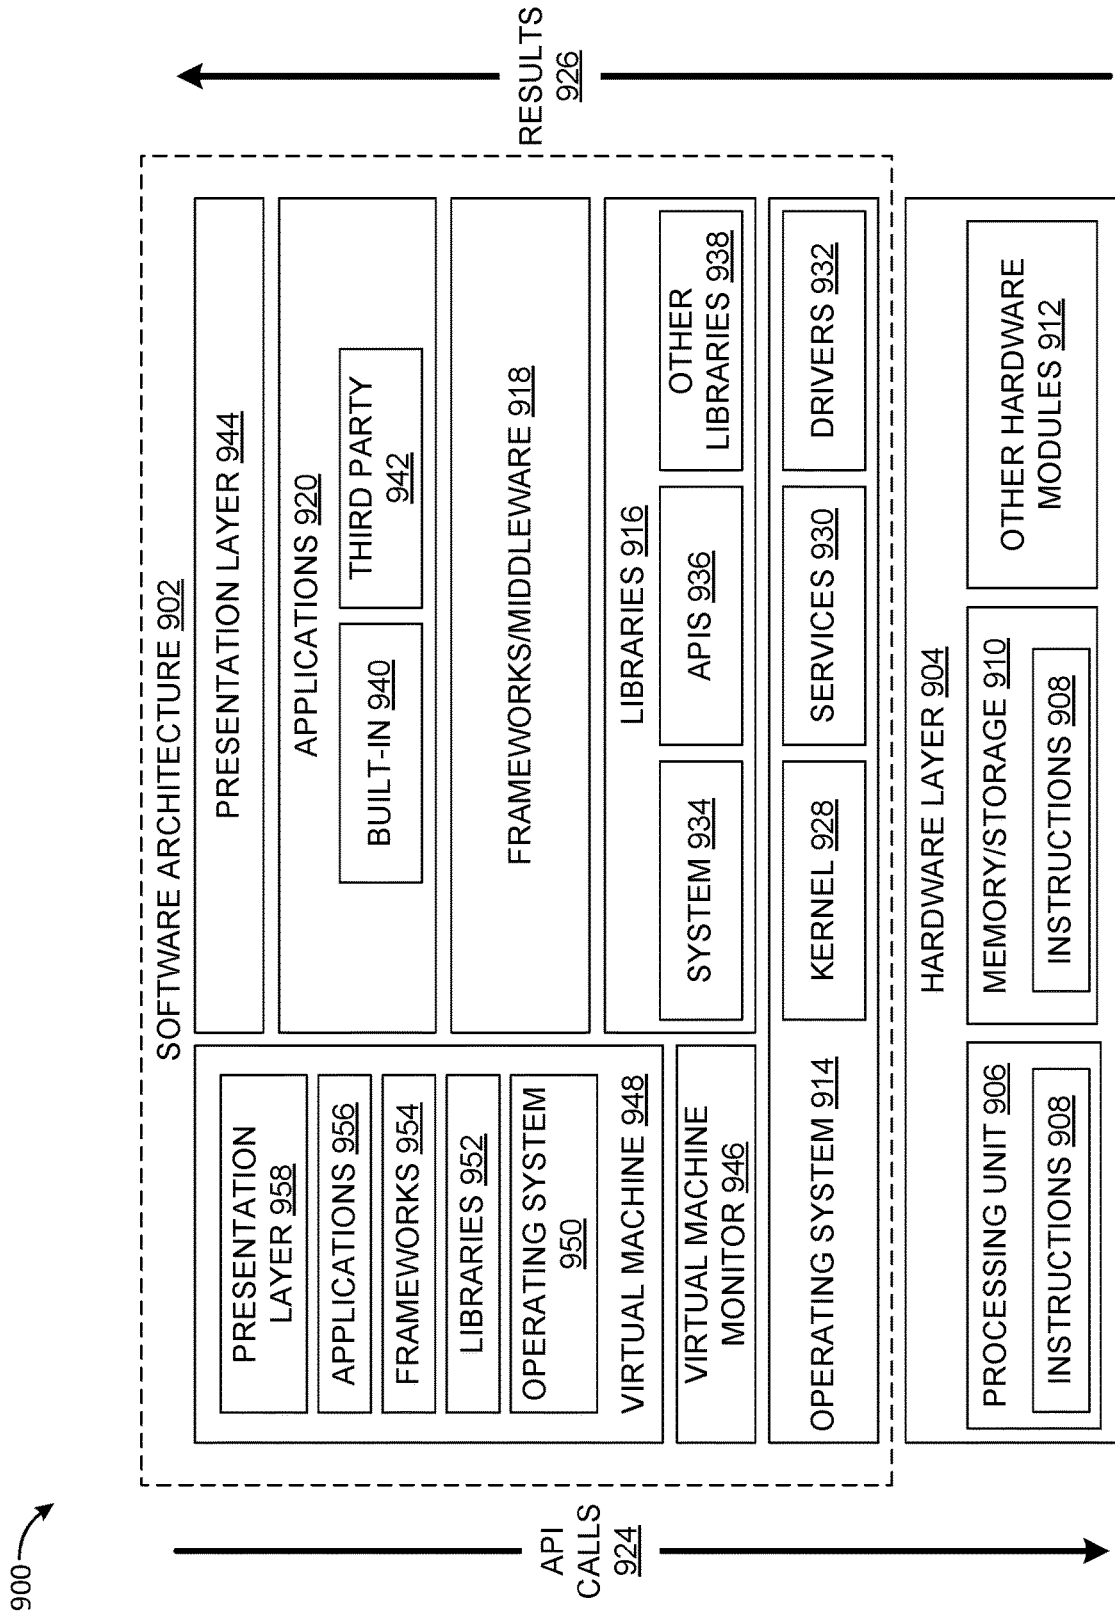 900
SOFTWARE ARCHITECTURE 902
PRESENTATION
LAYER 958
APPLICATIONS 956
FRAMEWORKS 954
LIBRARIES 952
OPERATING SYSTEM
950
VIRTUAL MACHINE 948
VIRTUAL MACHINE
MONITOR 946
PRESENTATION LAYER 944
APPLICATIONS 920
BUILT-IN 940
THIRD PARTY
942
FRAMEWORKS/MIDDLEWARE 918
LIBRARIES 916
SYSTEM 934
APIS 936
OTHER
LIBRARIES 938
OPERATING SYSTEM 914
KERNEL 928
SERVICES 930
DRIVERS 932
HARDWARE LAYER 904
PROCESSING UNIT 906
INSTRUCTIONS 908
MEMORY/STORAGE 910
INSTRUCTIONS 908
OTHER HARDWARE
MODULES 912
API
CALLS
924
RESULTS
926